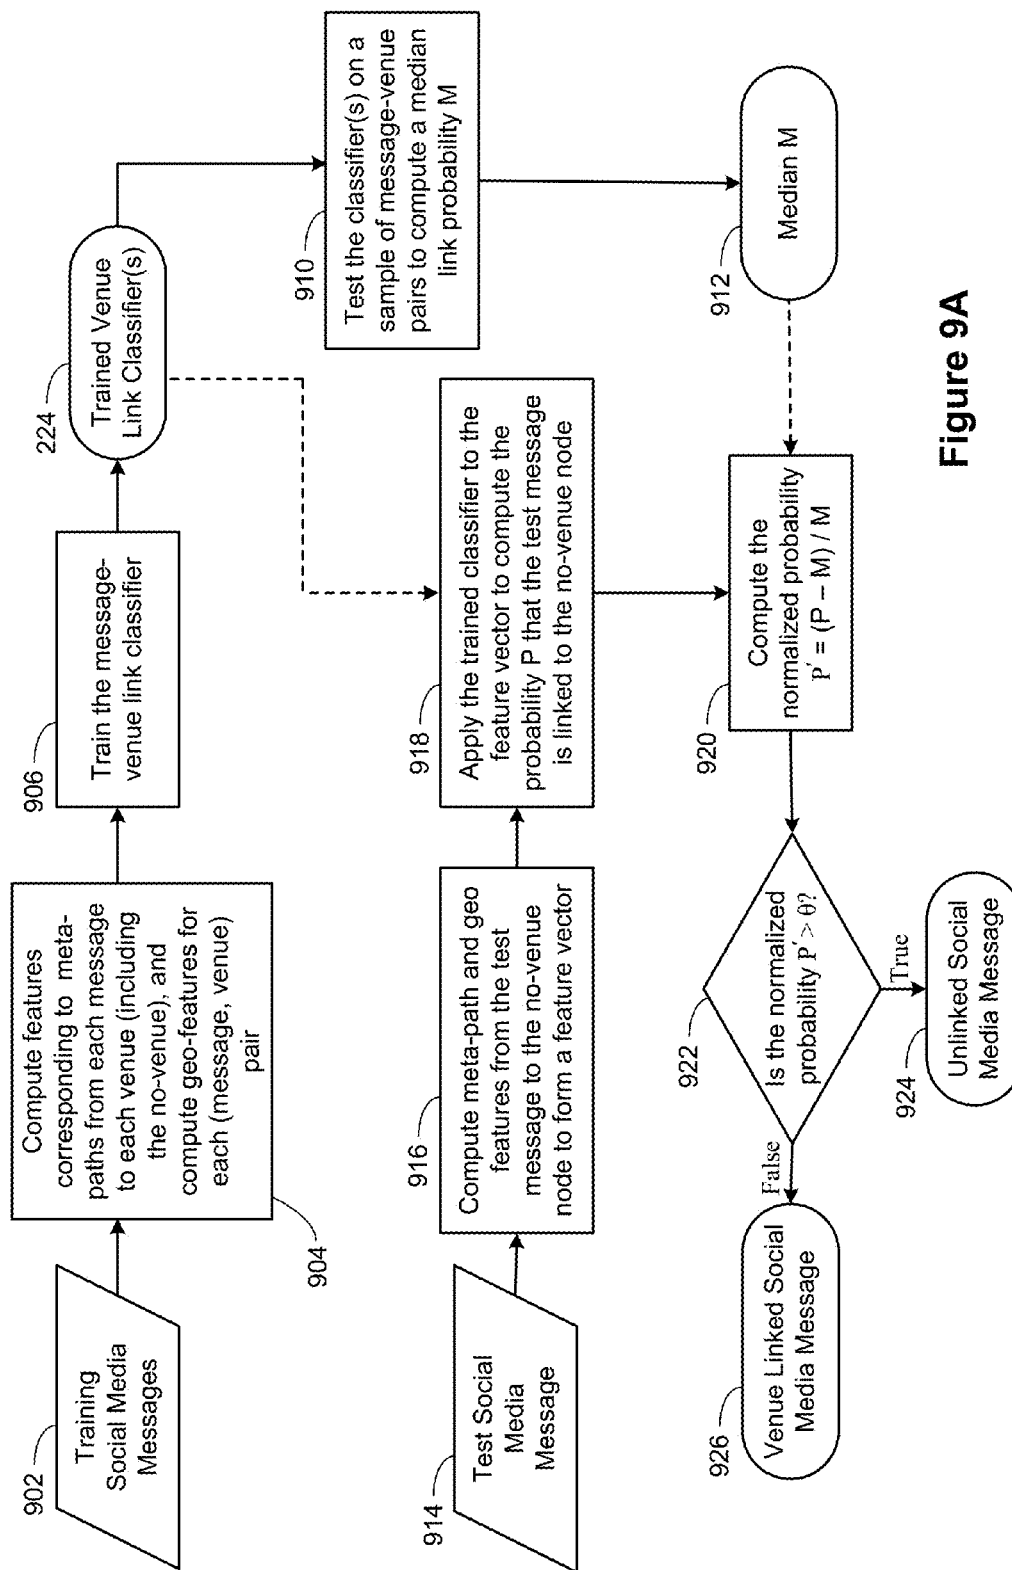 902
Training
Social Media
Messages
904
Compute features
corresponding to meta-
paths from each message
to each venue (including
the no-venue), and
compute geo-features for
each (message, venue)
pair
906
Train the message-
venue link classifier
224
Trained Venue
Link Classifier(s)
910
Test the classifier(s) on a
sample of message-venue
pairs to compute a median
link probability M
912
Median M
914
Test Social
Media
Message
916
Compute meta-path and geo
features from the test
message to the no-venue
node to form a feature vector
918
Apply the trained classifier to the
feature vector to compute the
probability P that the test message
is linked to the no-venue node
920
Compute the
normalized probability
P′ = (P – M) / M
922
Is the normalized
probability P′ > θ?
True
924
Unlinked Social
Media Message
False
926
Venue Linked Social
Media Message
Figure 9A